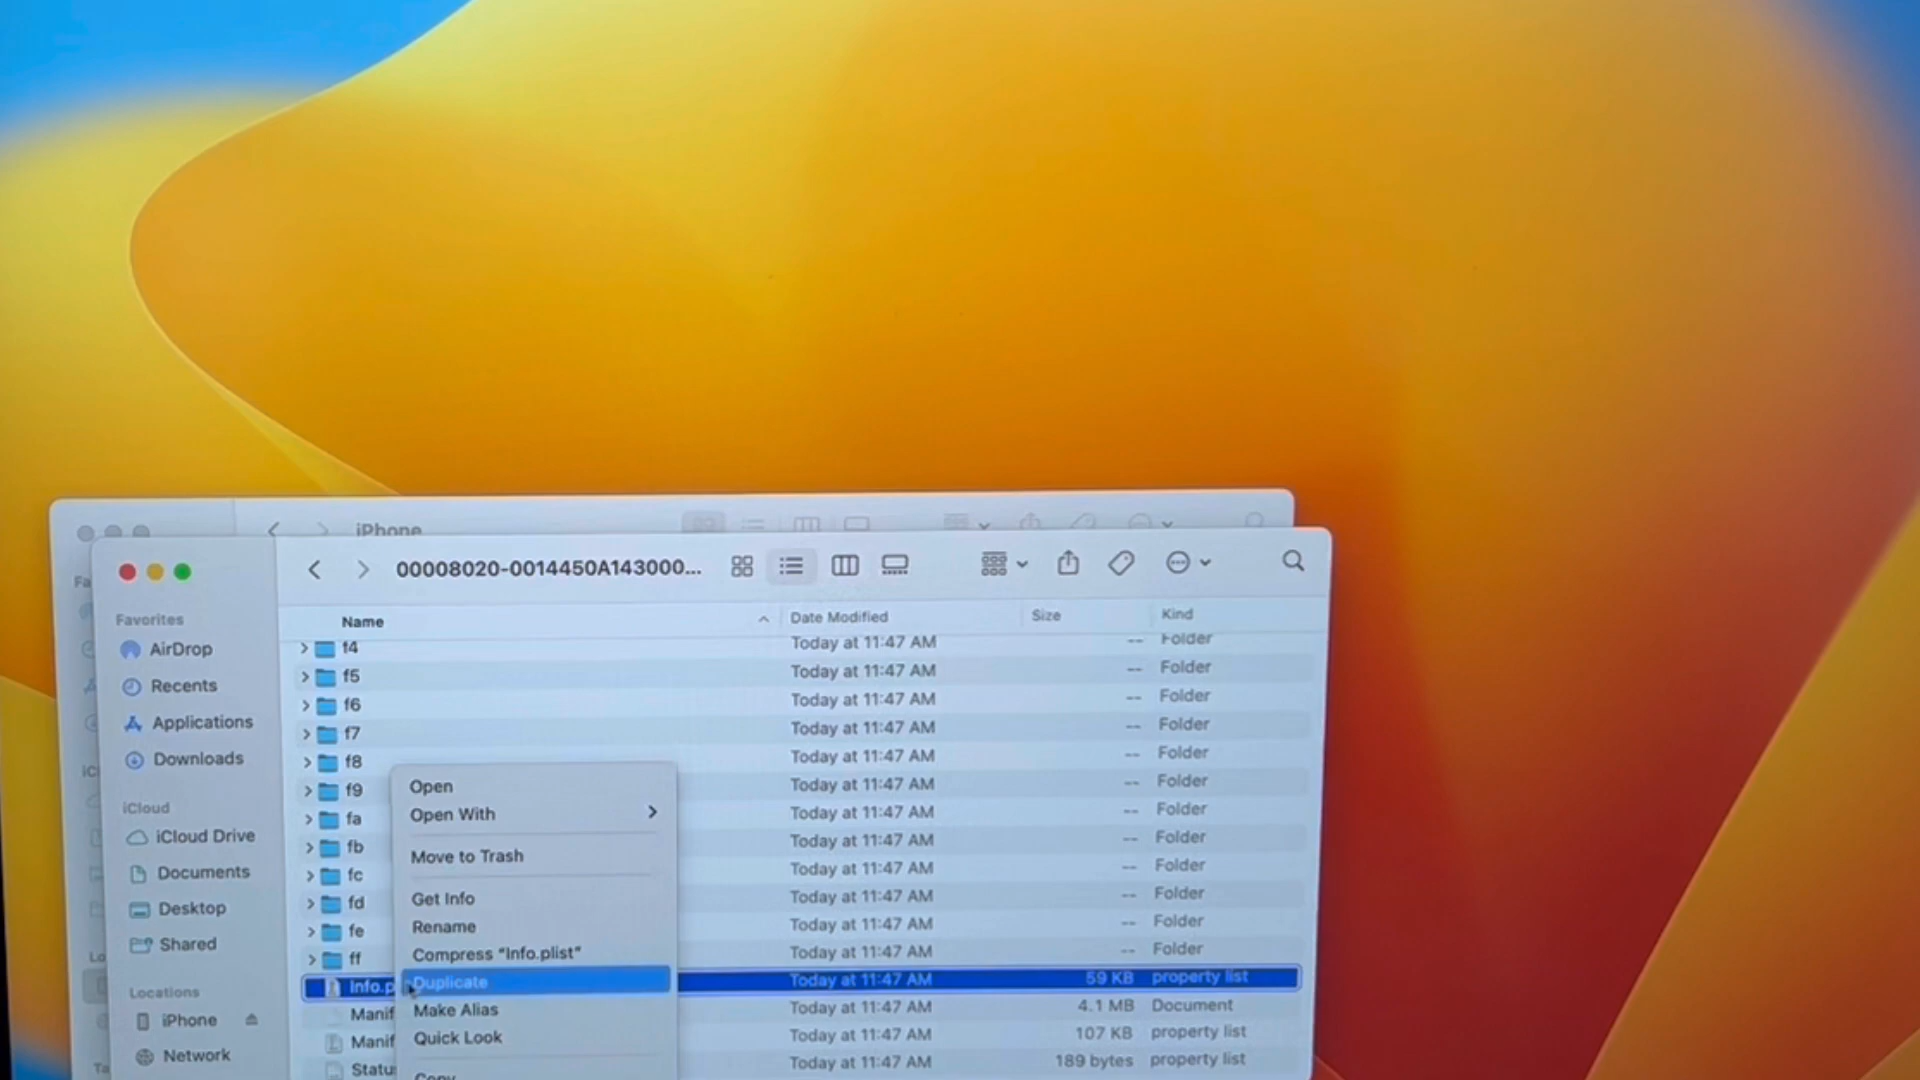 iPhone
00008020-0014450A143000...
Favorites
AirDrop
Recents
Applications
Downloads
iCloud
iCloud Drive
Documents
Desktop
Shared
Locations
iPhone
Network
Name Date Modified Size Kind
f4 Today at 11:47 AM -- Folder
f5 Today at 11:47 AM -- Folder
f6 Today at 11:47 AM -- Folder
f7 Today at 11:47 AM -- Folder
f8 Today at 11:47 AM -- Folder
f9 Today at 11:47 AM -- Folder
fa Today at 11:47 AM -- Folder
fb Today at 11:47 AM -- Folder
fc Today at 11:47 AM -- Folder
fd Today at 11:47 AM -- Folder
fe Today at 11:47 AM -- Folder
ff Today at 11:47 AM -- Folder
Info.p Today at 11:47 AM 59 KB property list
Manif Today at 11:47 AM 4.1 MB Document
Manif Today at 11:47 AM 107 KB property list
Statu Today at 11:47 AM 189 bytes property list
Open
Open With
Move to Trash
Get Info
Rename
Compress “Info.plist”
Duplicate
Make Alias
Quick Look
Copy